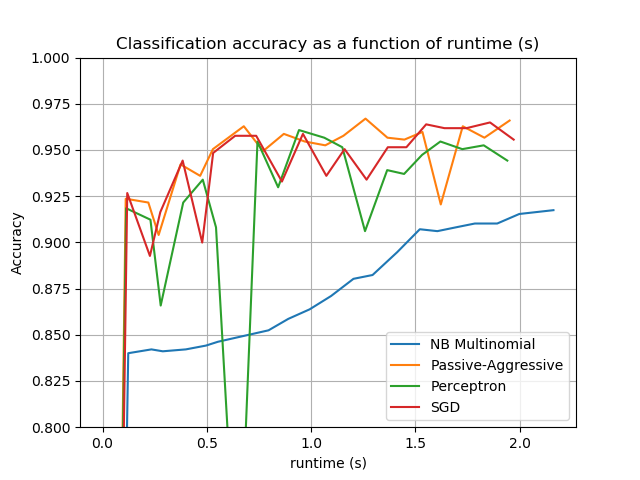 Classification accuracy as a function of runtime (s)
1.000
0.975
0.950
0.925
0.900
0.875
0.850
0.825
0.800
Accuracy
NB Multinomial
Passive-Aggressive
Perceptron
SGD
0.0 0.5 1.0 1.5 2.0
runtime (s)